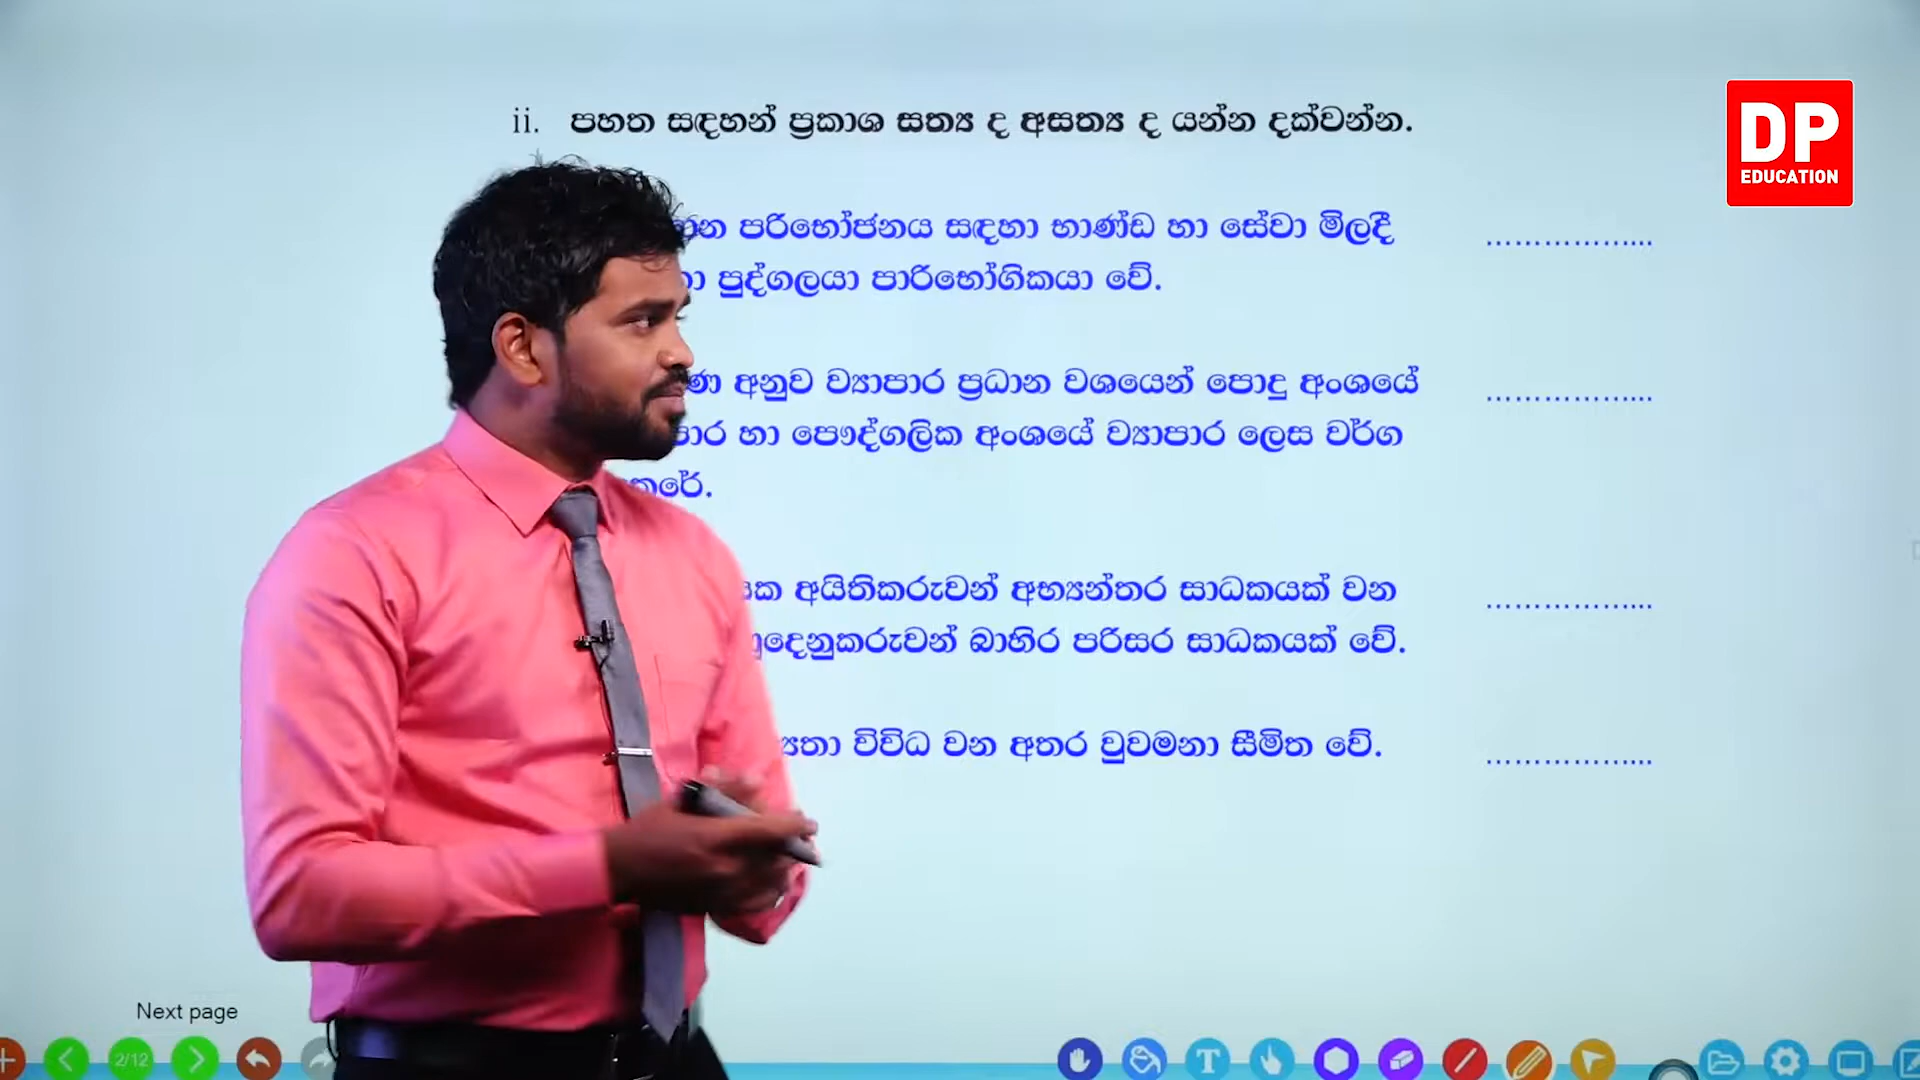 ii. පහත සඳහන් ප්‍රකාශ සත්‍ය ද අසත්‍ය ද යන්න දක්වන්න.
DP
EDUCATION
පරිභෝජනය සඳහා භාණ්ඩ හා සේවා මිලදී ....................
පුද්ගලයා පාරිභෝගිකයා වේ.
අනුව ව්‍යාපාර ප්‍රධාන වශයෙන් පොදු අංශයේ ....................
හා පෞද්ගලික අංශයේ ව්‍යාපාර ලෙස වර්ග
අයිතිකරුවන් අභ්‍යන්තර සාධකයක් වන ....................
බාහිර පරිසර සාධකයක් වේ.
විවිධ වන අතර වුවමනා සීමිත වේ. ....................
Next page
2/12